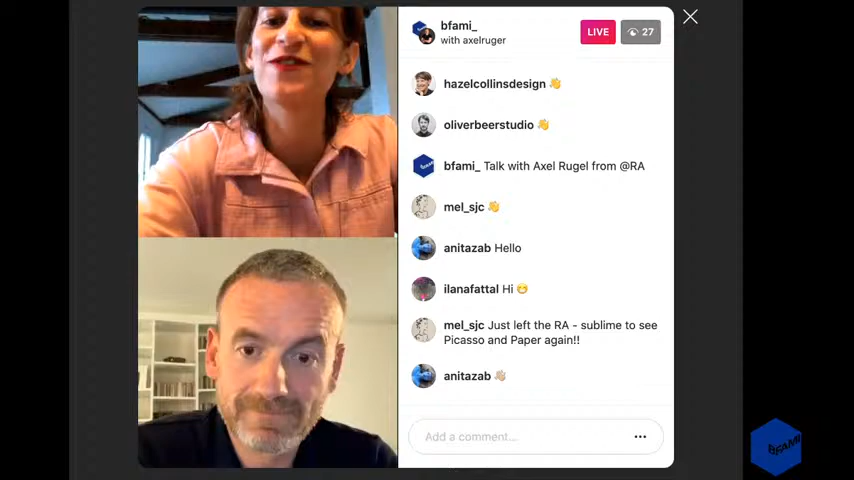 bfami_
with axelruger
LIVE
27
hazelcollinsdesign 👋
oliverbeerstudio 👋
bfami_ Talk with Axel Rugel from @RA
mel_sjc 👋
anitazab Hello
ilanafattal Hi 😁
mel_sjc Just left the RA - sublime to see
Picasso and Paper again!!
anitazab 👋🏼
Add a comment...
BFAMI